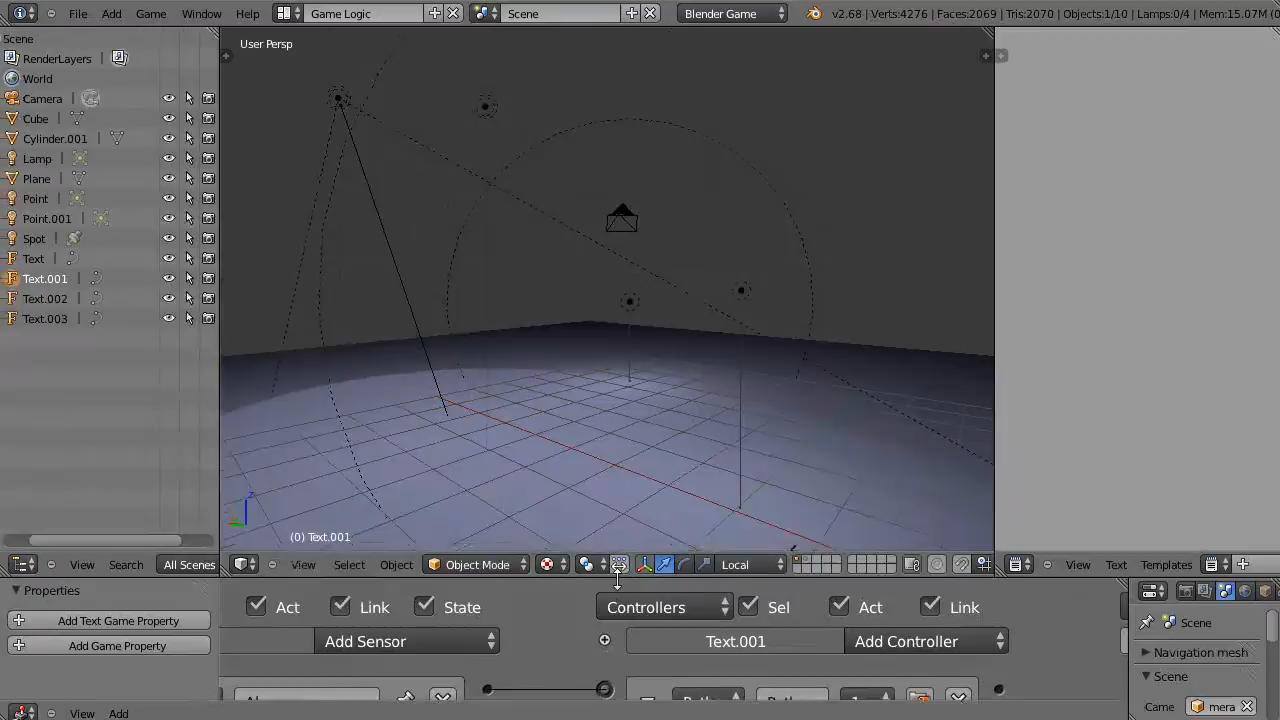 File Add Game Window Help Game Logic Scene Blender Game v2.68 | Verts:4276 | Faces:2069 | Tris:2070 | Objects:1/10 | Lamps:0/4 | Mem:15.07M
Scene
RenderLayers
World
Camera
Cube
Cylinder.001
Lamp
Plane
Point
Point.001
Spot
Text
Text.001
Text.002
Text.003
User Persp
(0) Text.001
View Search All Scenes
View Select Object Object Mode Local
View Text Templates
Properties
Add Text Game Property
Add Game Property
Act Link State Controllers Sel Act Link
Add Sensor Text.001 Add Controller
Scene
Navigation mesh
Scene
Came mera
View Add